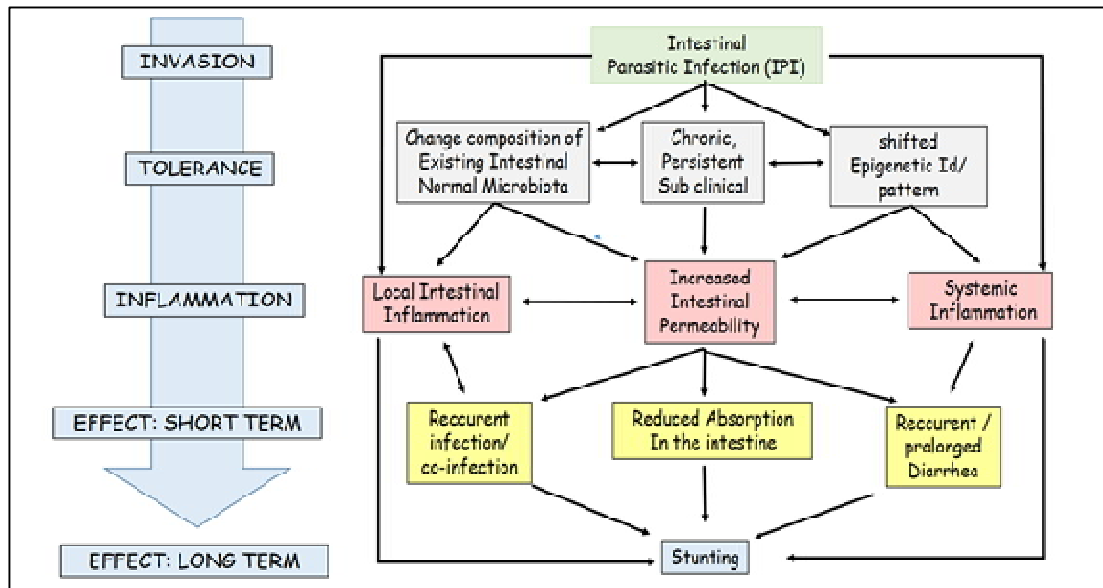 INVASION
TOLERANCE
INFLAMMATION
EFFECT: SHORT TERM
EFFECT: LONG TERM
Intestinal
Parasitic Infection (IPI)
Change composition of
Existing Intestinal
Normal Microbiota
Chronic,
Persistent
Sub clinical
shifted
Epigenetic Id/
pattern
Local Intestinal
Inflammation
Increased
Intestinal
Permeability
Systemic
Inflammation
Reccurent
infection/
co-infection
Reduced Absorption
In the intestine
Reccurent /
prolonged
Diarrhea
Stunting